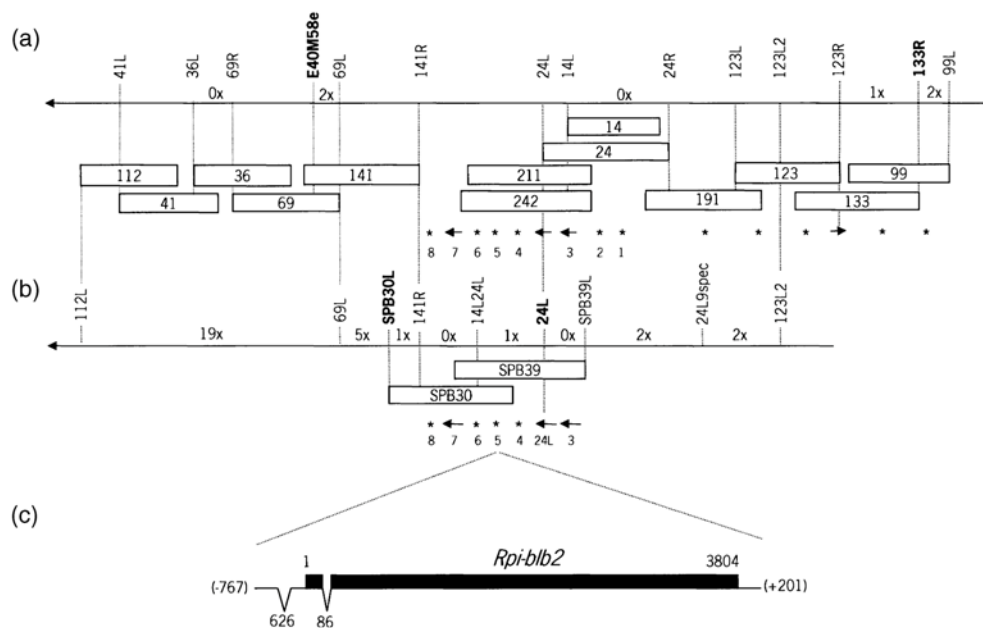 (a)
41L 36L 69R E40M58e 69L 141R 24L 14L 24R 123L 123L2 123R 133R 99L
0x 2x 0x 1x 2x
14
24
112 36 141 211 123 99
41 69 242 191 133
* ← * * * ← ← * * * * * → * *
8 7 6 5 4 3 2 1
(b)
112L 69L SPB30L 141R 14L24L 24L SPB39L 24L9spec 123L2
19x 5x 1x 0x 1x 0x 2x 2x
SPB39
SPB30
* ← * * * ← ←
8 7 6 5 4 24L 3
(c)
1 Rpi-blb2 3804
(-767) (+201)
626 86